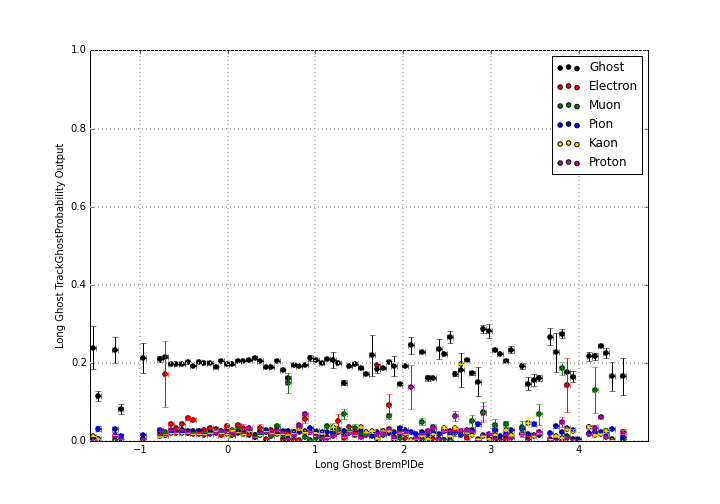 1.0
0.8
0.6
0.4
0.2
0.0
Long Ghost TrackGhostProbability Output
Ghost
Electron
Muon
Pion
Kaon
Proton
−1 0 1 2 3 4
Long Ghost BremPIDe